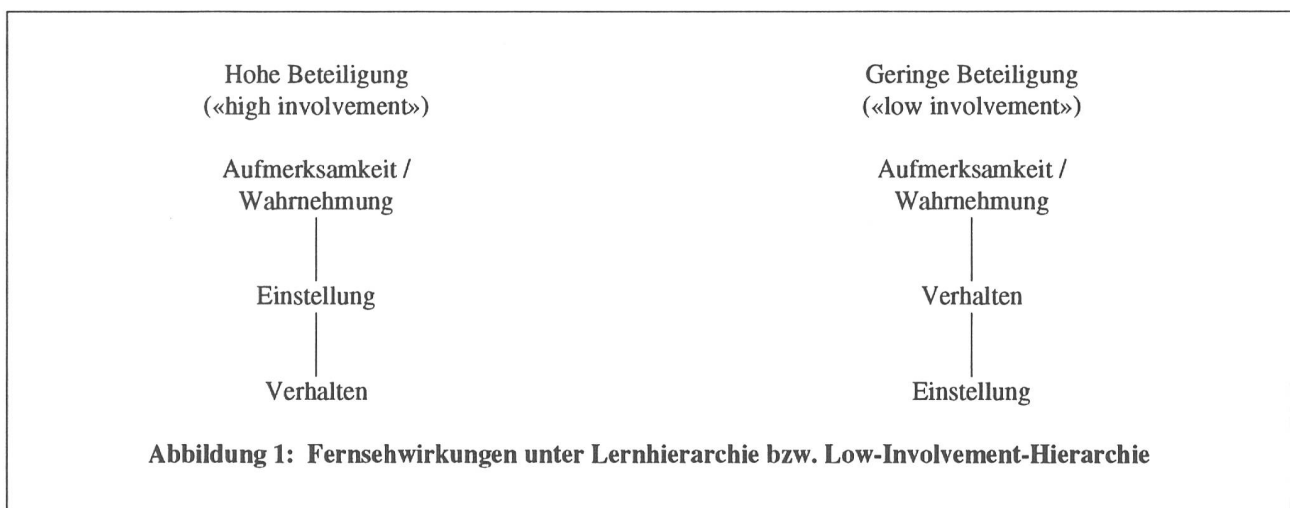 Hohe Beteiligung
(«high involvement»)
Aufmerksamkeit /
Wahrnehmung
Einstellung
Verhalten
Geringe Beteiligung
(«low involvement»)
Aufmerksamkeit /
Wahrnehmung
Verhalten
Einstellung
Abbildung 1: Fernsehwirkungen unter Lernhierarchie bzw. Low-Involvement-Hierarchie